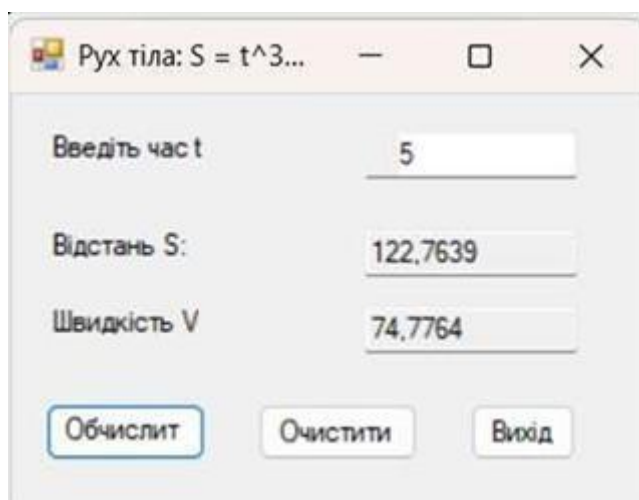 Рух тіла: S = t^3...
Введіть час t
5
Відстань S:
122,7639
Швидкість V
74,7764
Обчислит
Очистити
Вихід